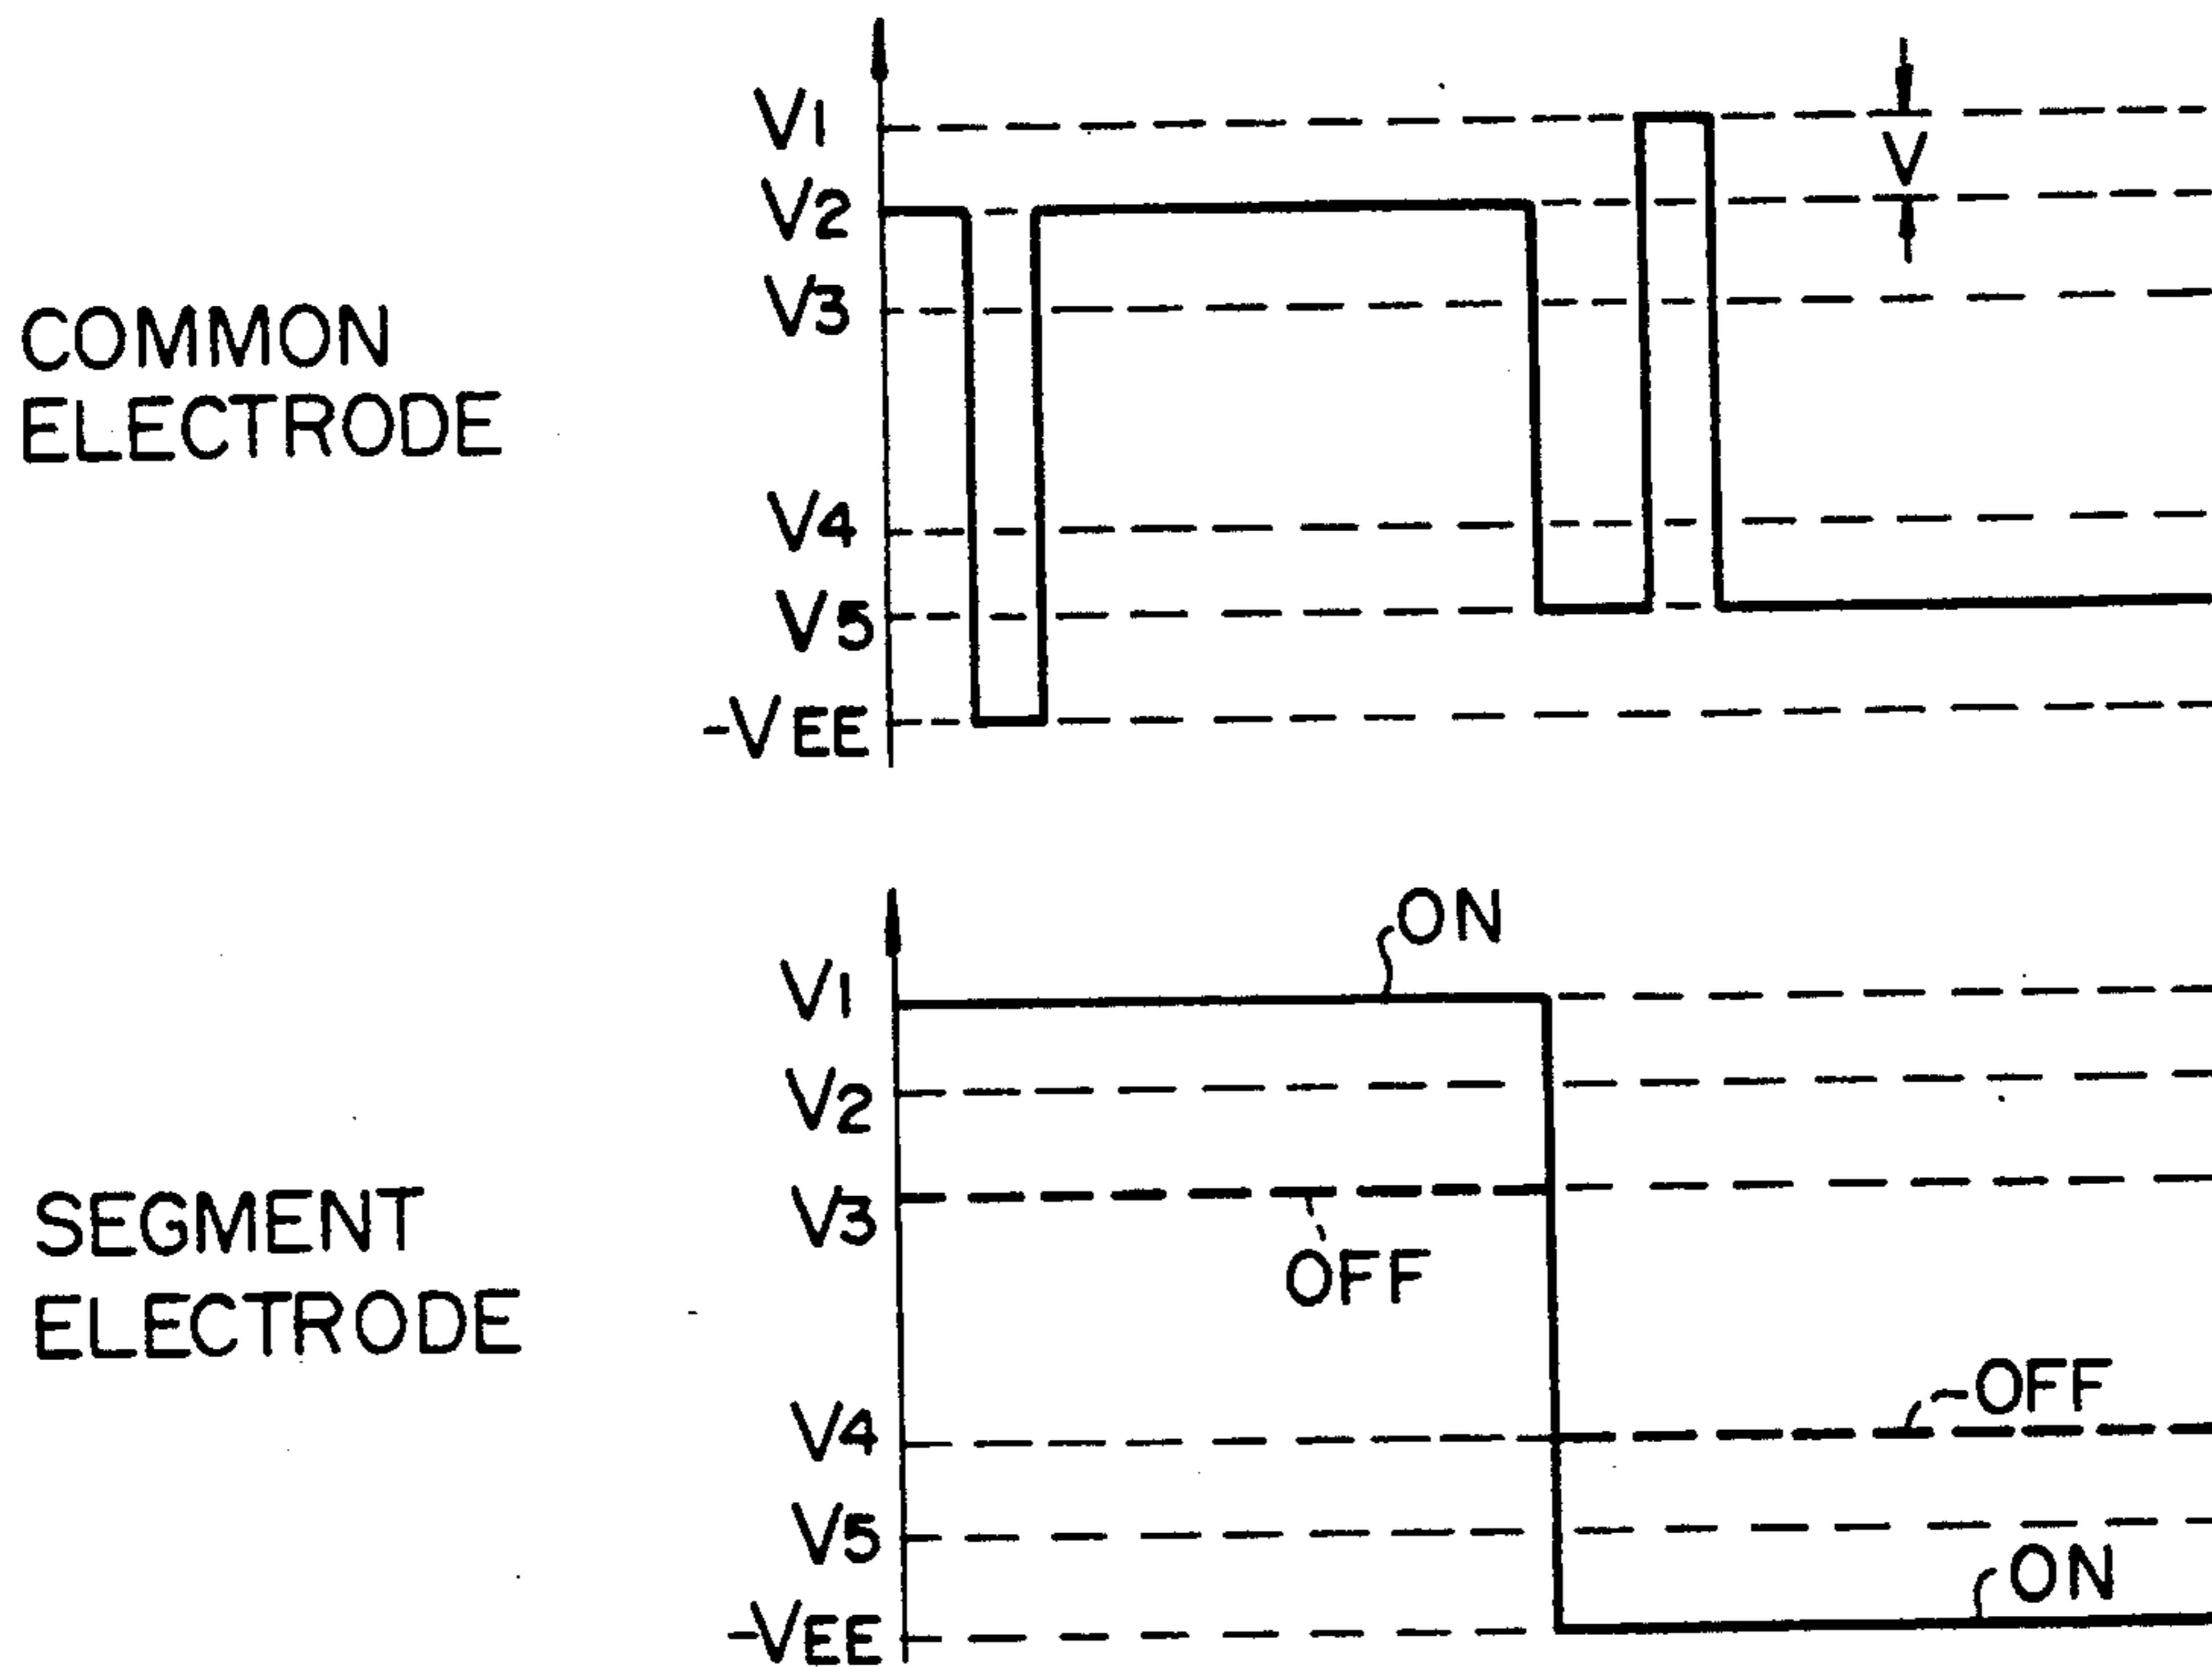 V1
V
V2
COMMON
ELECTRODE
V3
V4
V5
-VEE
ON
V1
V2
SEGMENT
ELECTRODE
V3
OFF
V4
OFF
V5
ON
-VEE